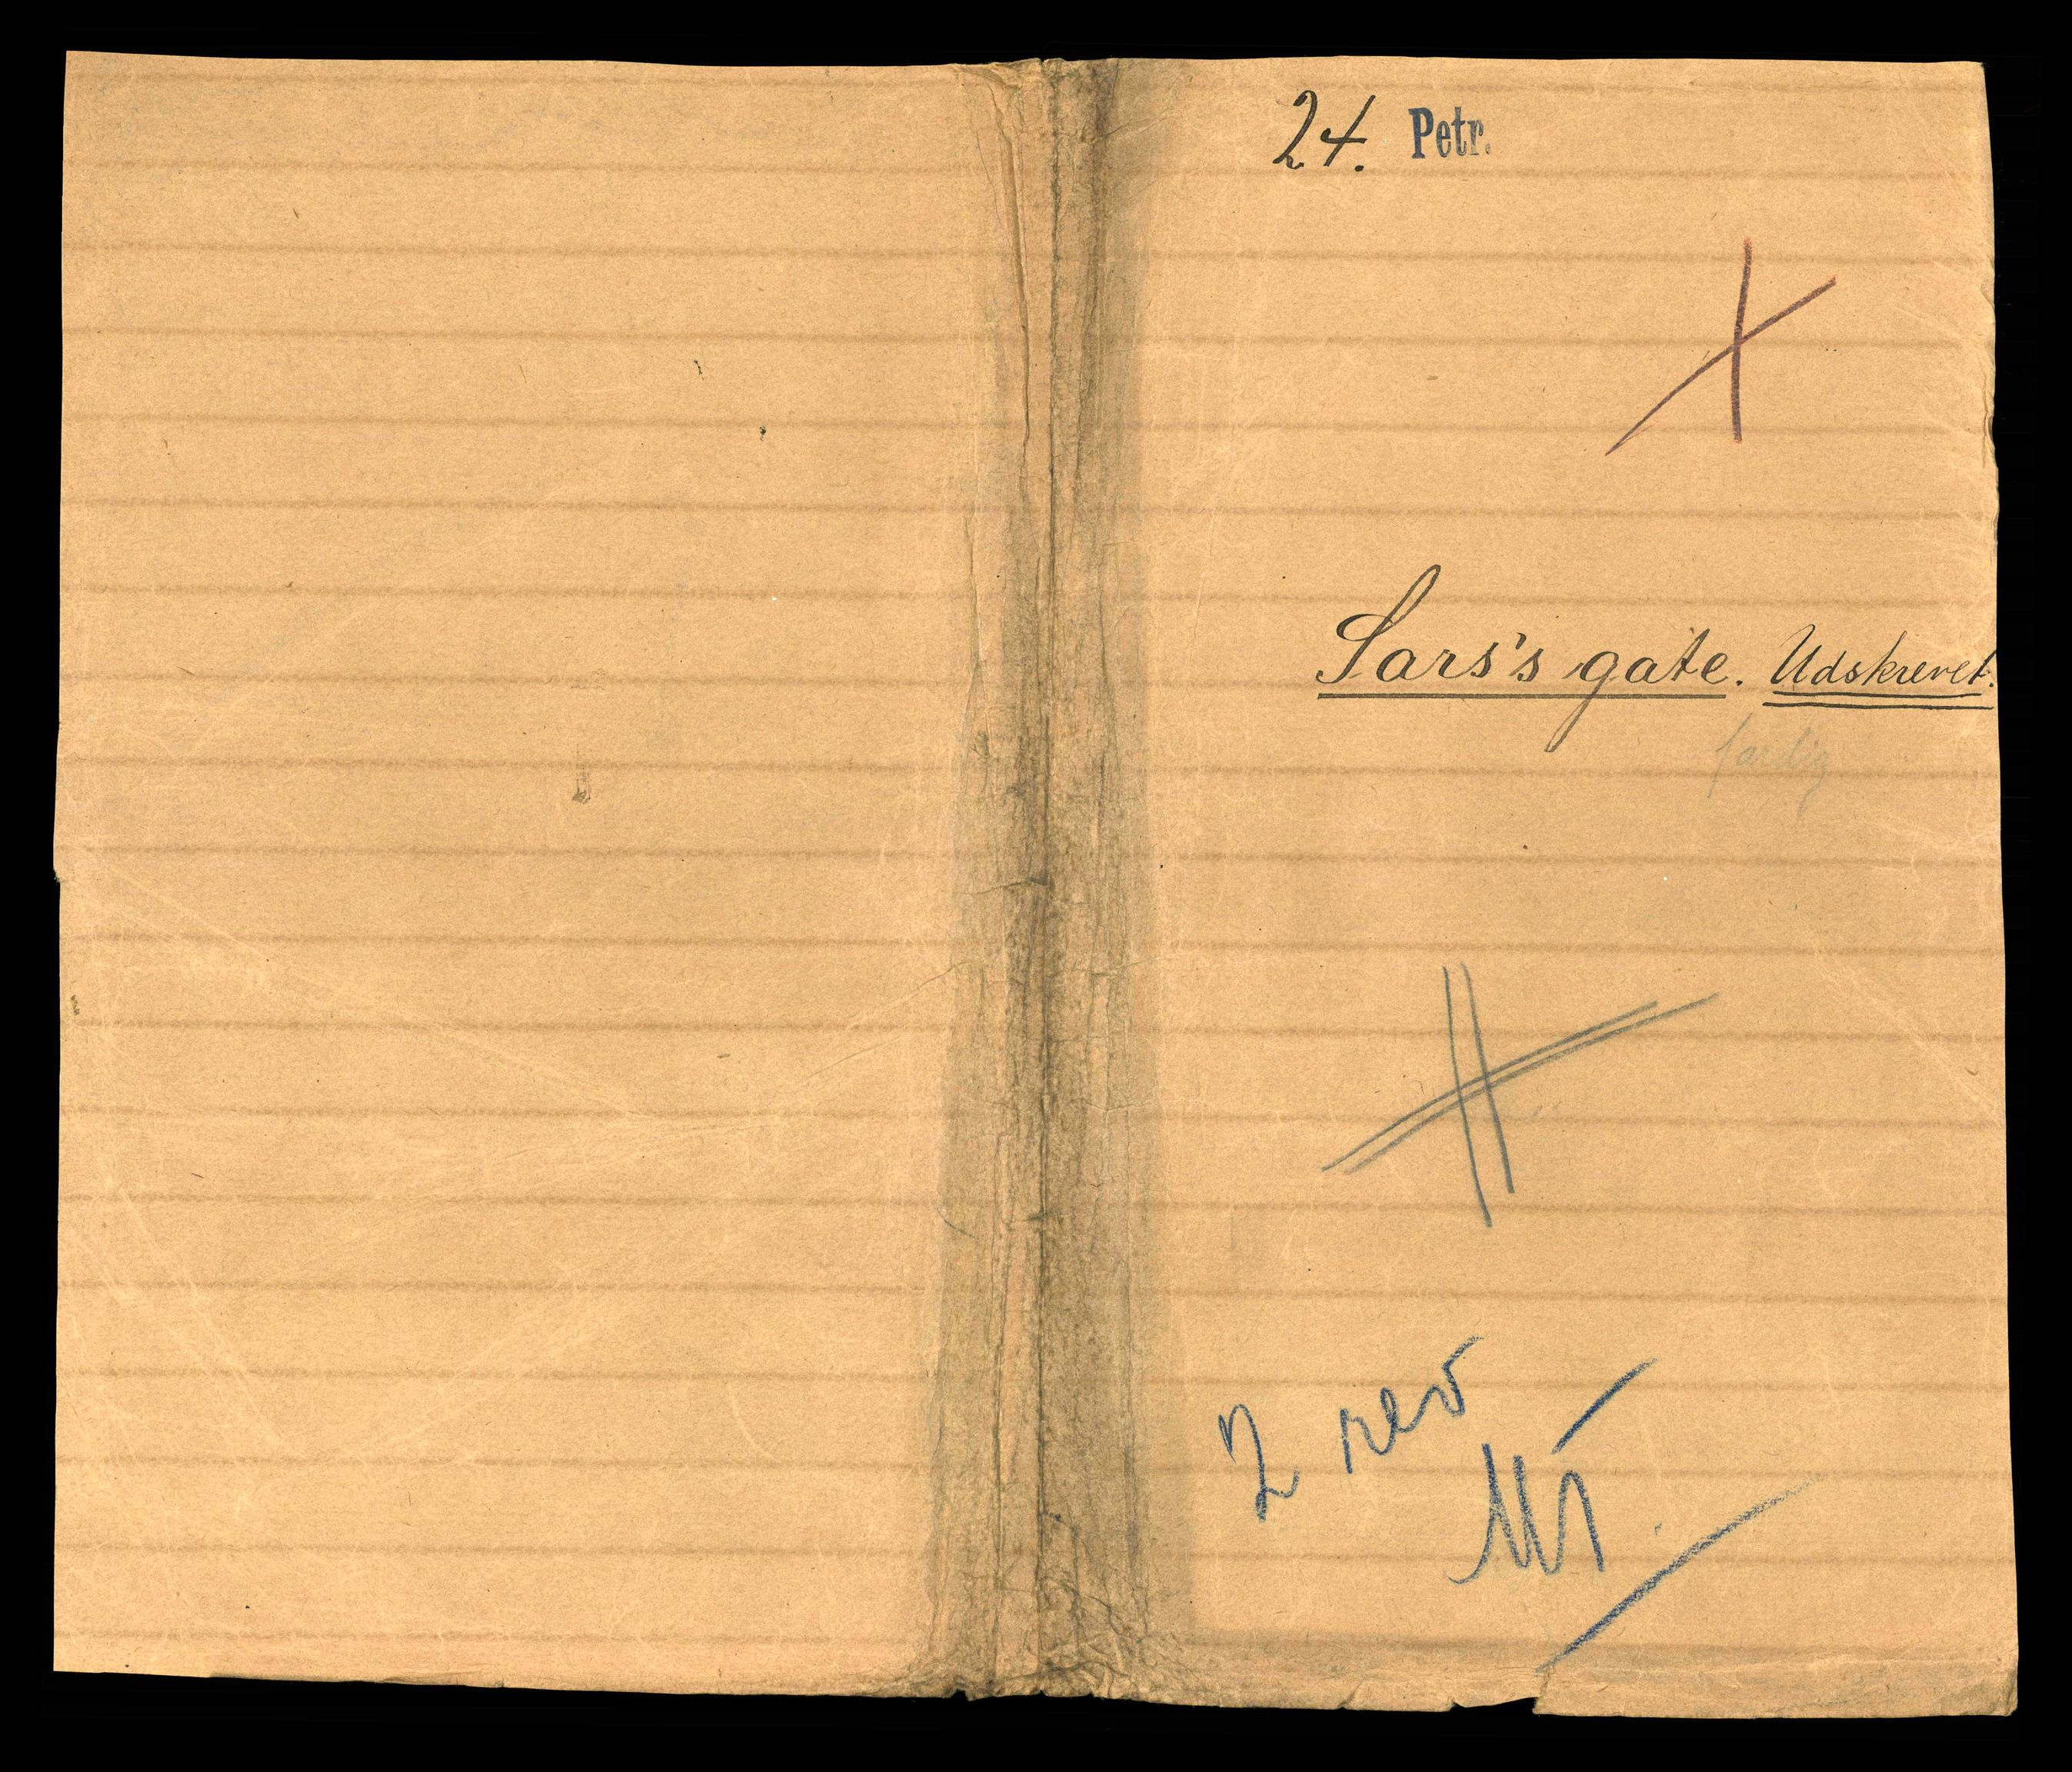 24. Petr.
Sars's gate. Udskrevet.
færdig
2 rev